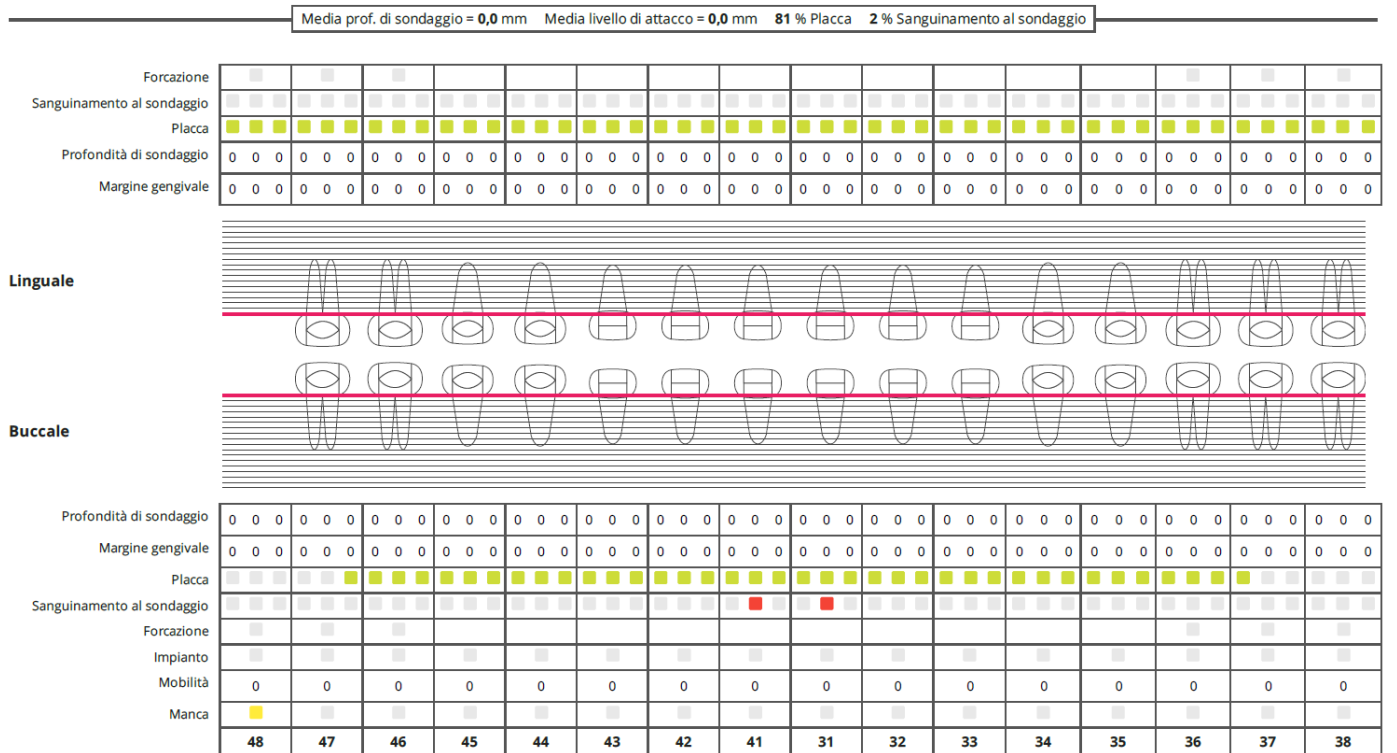 Media prof. di sondaggio = 0,0 mm Media livello di attacco = 0,0 mm 81 % Placca 2 % Sanguinamento al sondaggio
Forcazione
Sanguinamento al sondaggio
Placca
Profondità di sondaggio 0 0 0 0 0 0 0 0 0 0 0 0 0 0 0 0 0 0 0 0 0 0 0 0 0 0 0 0 0 0 0 0 0 0 0 0 0 0 0 0 0 0 0 0 0 0 0 0
Margine gengivale 0 0 0 0 0 0 0 0 0 0 0 0 0 0 0 0 0 0 0 0 0 0 0 0 0 0 0 0 0 0 0 0 0 0 0 0 0 0 0 0 0 0 0 0 0 0 0 0
Linguale
Buccale
Profondità di sondaggio 0 0 0 0 0 0 0 0 0 0 0 0 0 0 0 0 0 0 0 0 0 0 0 0 0 0 0 0 0 0 0 0 0 0 0 0 0 0 0 0 0 0 0 0 0 0 0 0
Margine gengivale 0 0 0 0 0 0 0 0 0 0 0 0 0 0 0 0 0 0 0 0 0 0 0 0 0 0 0 0 0 0 0 0 0 0 0 0 0 0 0 0 0 0 0 0 0 0 0 0
Placca
Sanguinamento al sondaggio
Forcazione
Impianto
Mobilità 0 0 0 0 0 0 0 0 0 0 0 0 0 0 0 0
Manca
48 47 46 45 44 43 42 41 31 32 33 34 35 36 37 38